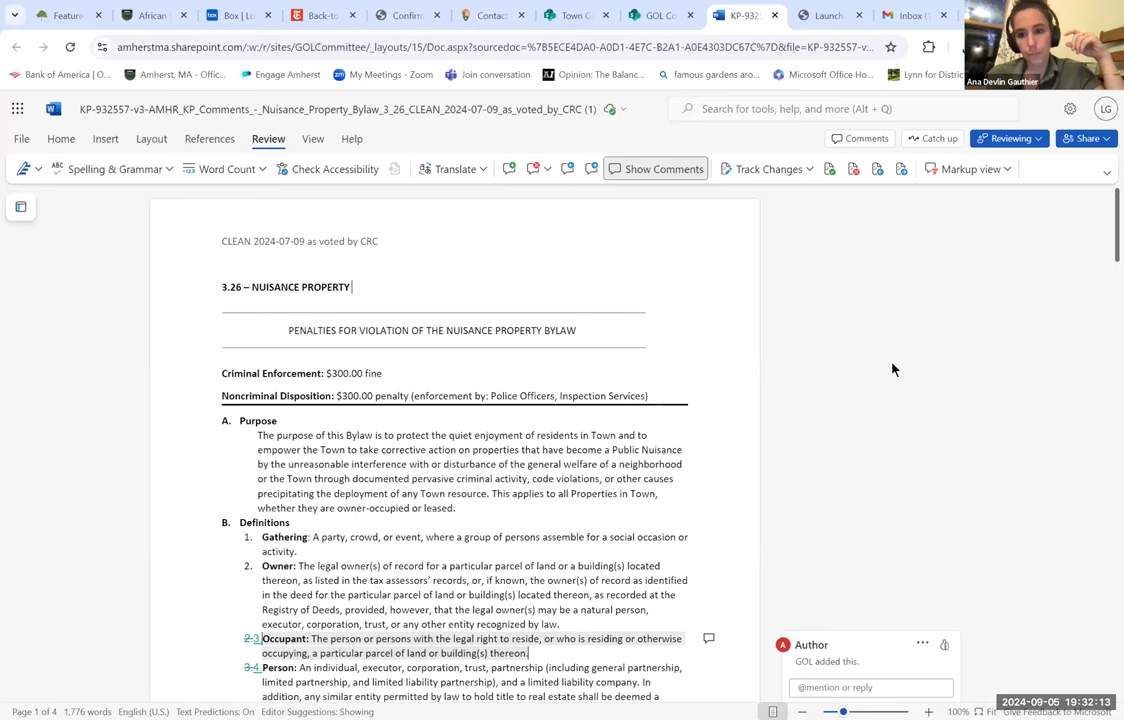 Features
African
Box | Lo
Back-to
Confirm
Contac
Town C
GOL Co
KP-932
Launch
Inbox (1
amherstma.sharepoint.com/:w:/r/sites/GOLCommittee/_layouts/15/Doc.aspx?sourcedoc=%7B5ECE4DA0-A0D1-4E7C-B2A1-A0E4303DC67C%7D&file=KP-932557-v...
Bank of America | O...
Amherst, MA - Offic...
Engage Amherst
My Meetings - Zoom
Join conversation
Opinion: The Balanc...
famous gardens aro...
Microsoft Office Ho...
Lynn for District
Ana Devlin Gauthier
W
KP-932557-v3-AMHR_KP_Comments_-_Nuisance_Property_Bylaw_3_26_CLEAN_2024-07-09_as_voted_by_CRC (1)
Search for tools, help, and more (Alt + Q)
LG
File Home Insert Layout References Review View Help
Comments Catch up Reviewing Share
Spelling & Grammar Word Count Check Accessibility Translate Show Comments Track Changes Markup view
CLEAN 2024-07-09 as voted by CRC
3.26 – NUISANCE PROPERTY
PENALTIES FOR VIOLATION OF THE NUISANCE PROPERTY BYLAW
Criminal Enforcement: $300.00 fine
Noncriminal Disposition: $300.00 penalty (enforcement by: Police Officers, Inspection Services)
A. Purpose
The purpose of this Bylaw is to protect the quiet enjoyment of residents in Town and to
empower the Town to take corrective action on properties that have become a Public Nuisance
by the unreasonable interference with or disturbance of the general welfare of a neighborhood
or the Town through documented pervasive criminal activity, code violations, or other causes
precipitating the deployment of any Town resource. This applies to all Properties in Town,
whether they are owner-occupied or leased.
B. Definitions
1. Gathering: A party, crowd, or event, where a group of persons assemble for a social occasion or
activity.
2. Owner: The legal owner(s) of record for a particular parcel of land or a building(s) located
thereon, as listed in the tax assessors' records, or, if known, the owner(s) of record as identified
in the deed for the particular parcel of land or building(s) located thereon, as recorded at the
Registry of Deeds, provided, however, that the legal owner(s) may be a natural person,
executor, corporation, trust, or any other entity recognized by law.
2.3. Occupant: The person or persons with the legal right to reside, or who is residing or otherwise
occupying, a particular parcel of land or building(s) thereon.
3.4. Person: An individual, executor, corporation, trust, partnership (including general partnership,
limited partnership, and limited liability partnership), and a limited liability company. In
addition, any similar entity permitted by law to hold title to real estate shall be deemed a
A
Author
GOL added this.
@mention or reply
2024-09-05 19:32:13
Page 1 of 4 1,776 words English (U.S.) Text Predictions: On Editor Suggestions: Showing
100% Fit Give Feedback to Microsoft